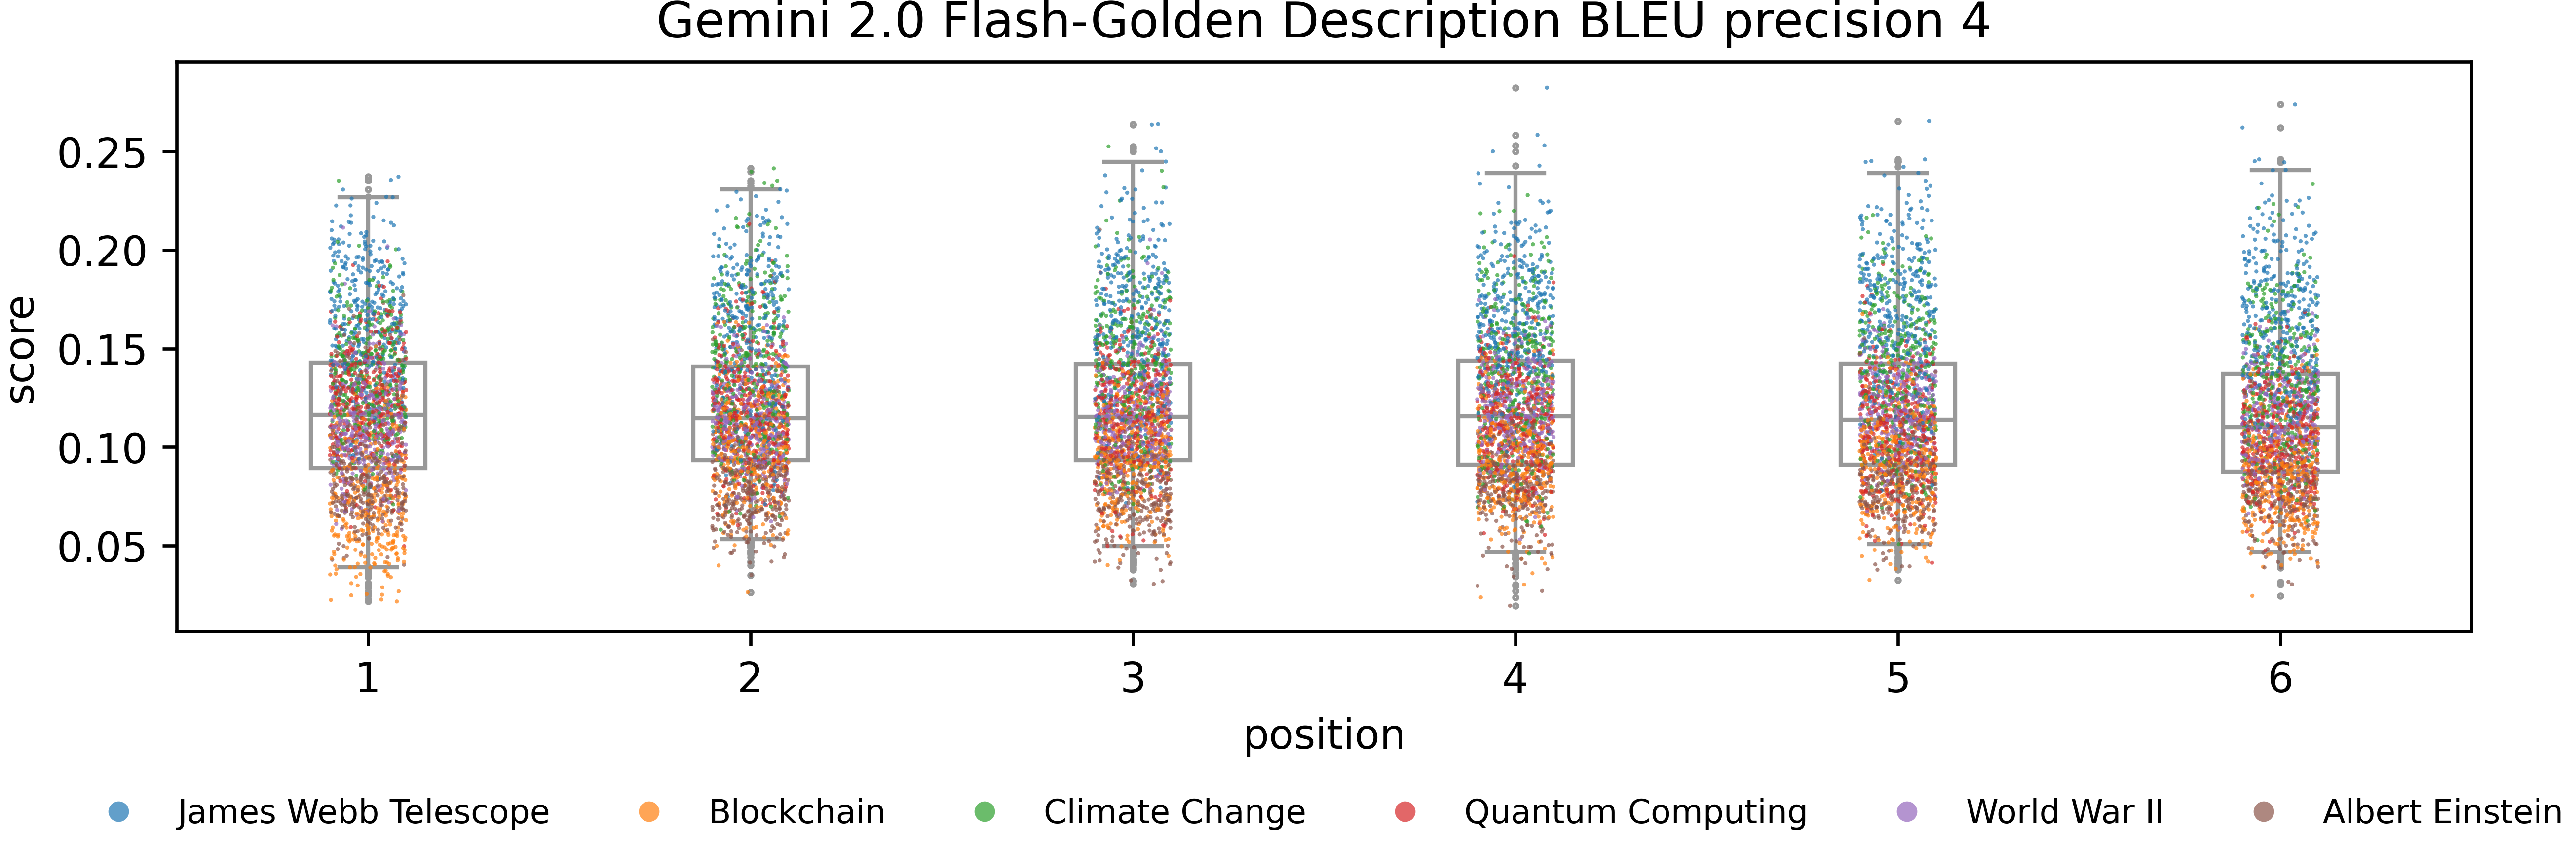 Gemini 2.0 Flash-Golden Description BLEU precision 4
score
0.25
0.20
0.15
0.10
0.05
1 2 3 4 5 6
position
James Webb Telescope Blockchain Climate Change Quantum Computing World War II Albert Einstein